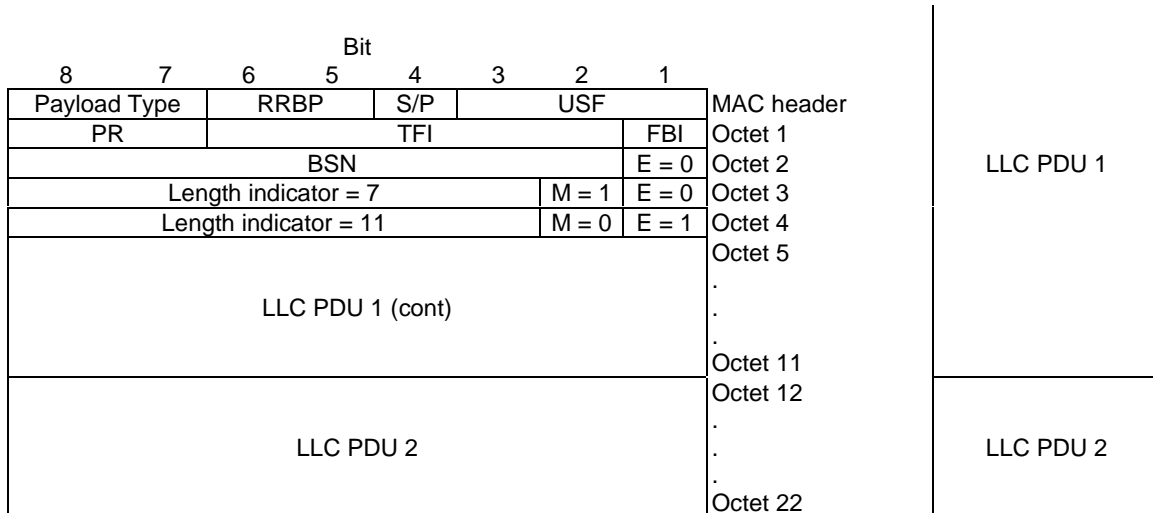 Bit
8 7 6 5 4 3 2 1
Payload Type RRBP S/P USF MAC header
PR TFI FBI Octet 1
BSN E = 0 Octet 2 LLC PDU 1
Length indicator = 7 M = 1 E = 0 Octet 3
Length indicator = 11 M = 0 E = 1 Octet 4
Octet 5
.
LLC PDU 1 (cont) .
.
Octet 11
Octet 12
.
LLC PDU 2 . LLC PDU 2
.
Octet 22